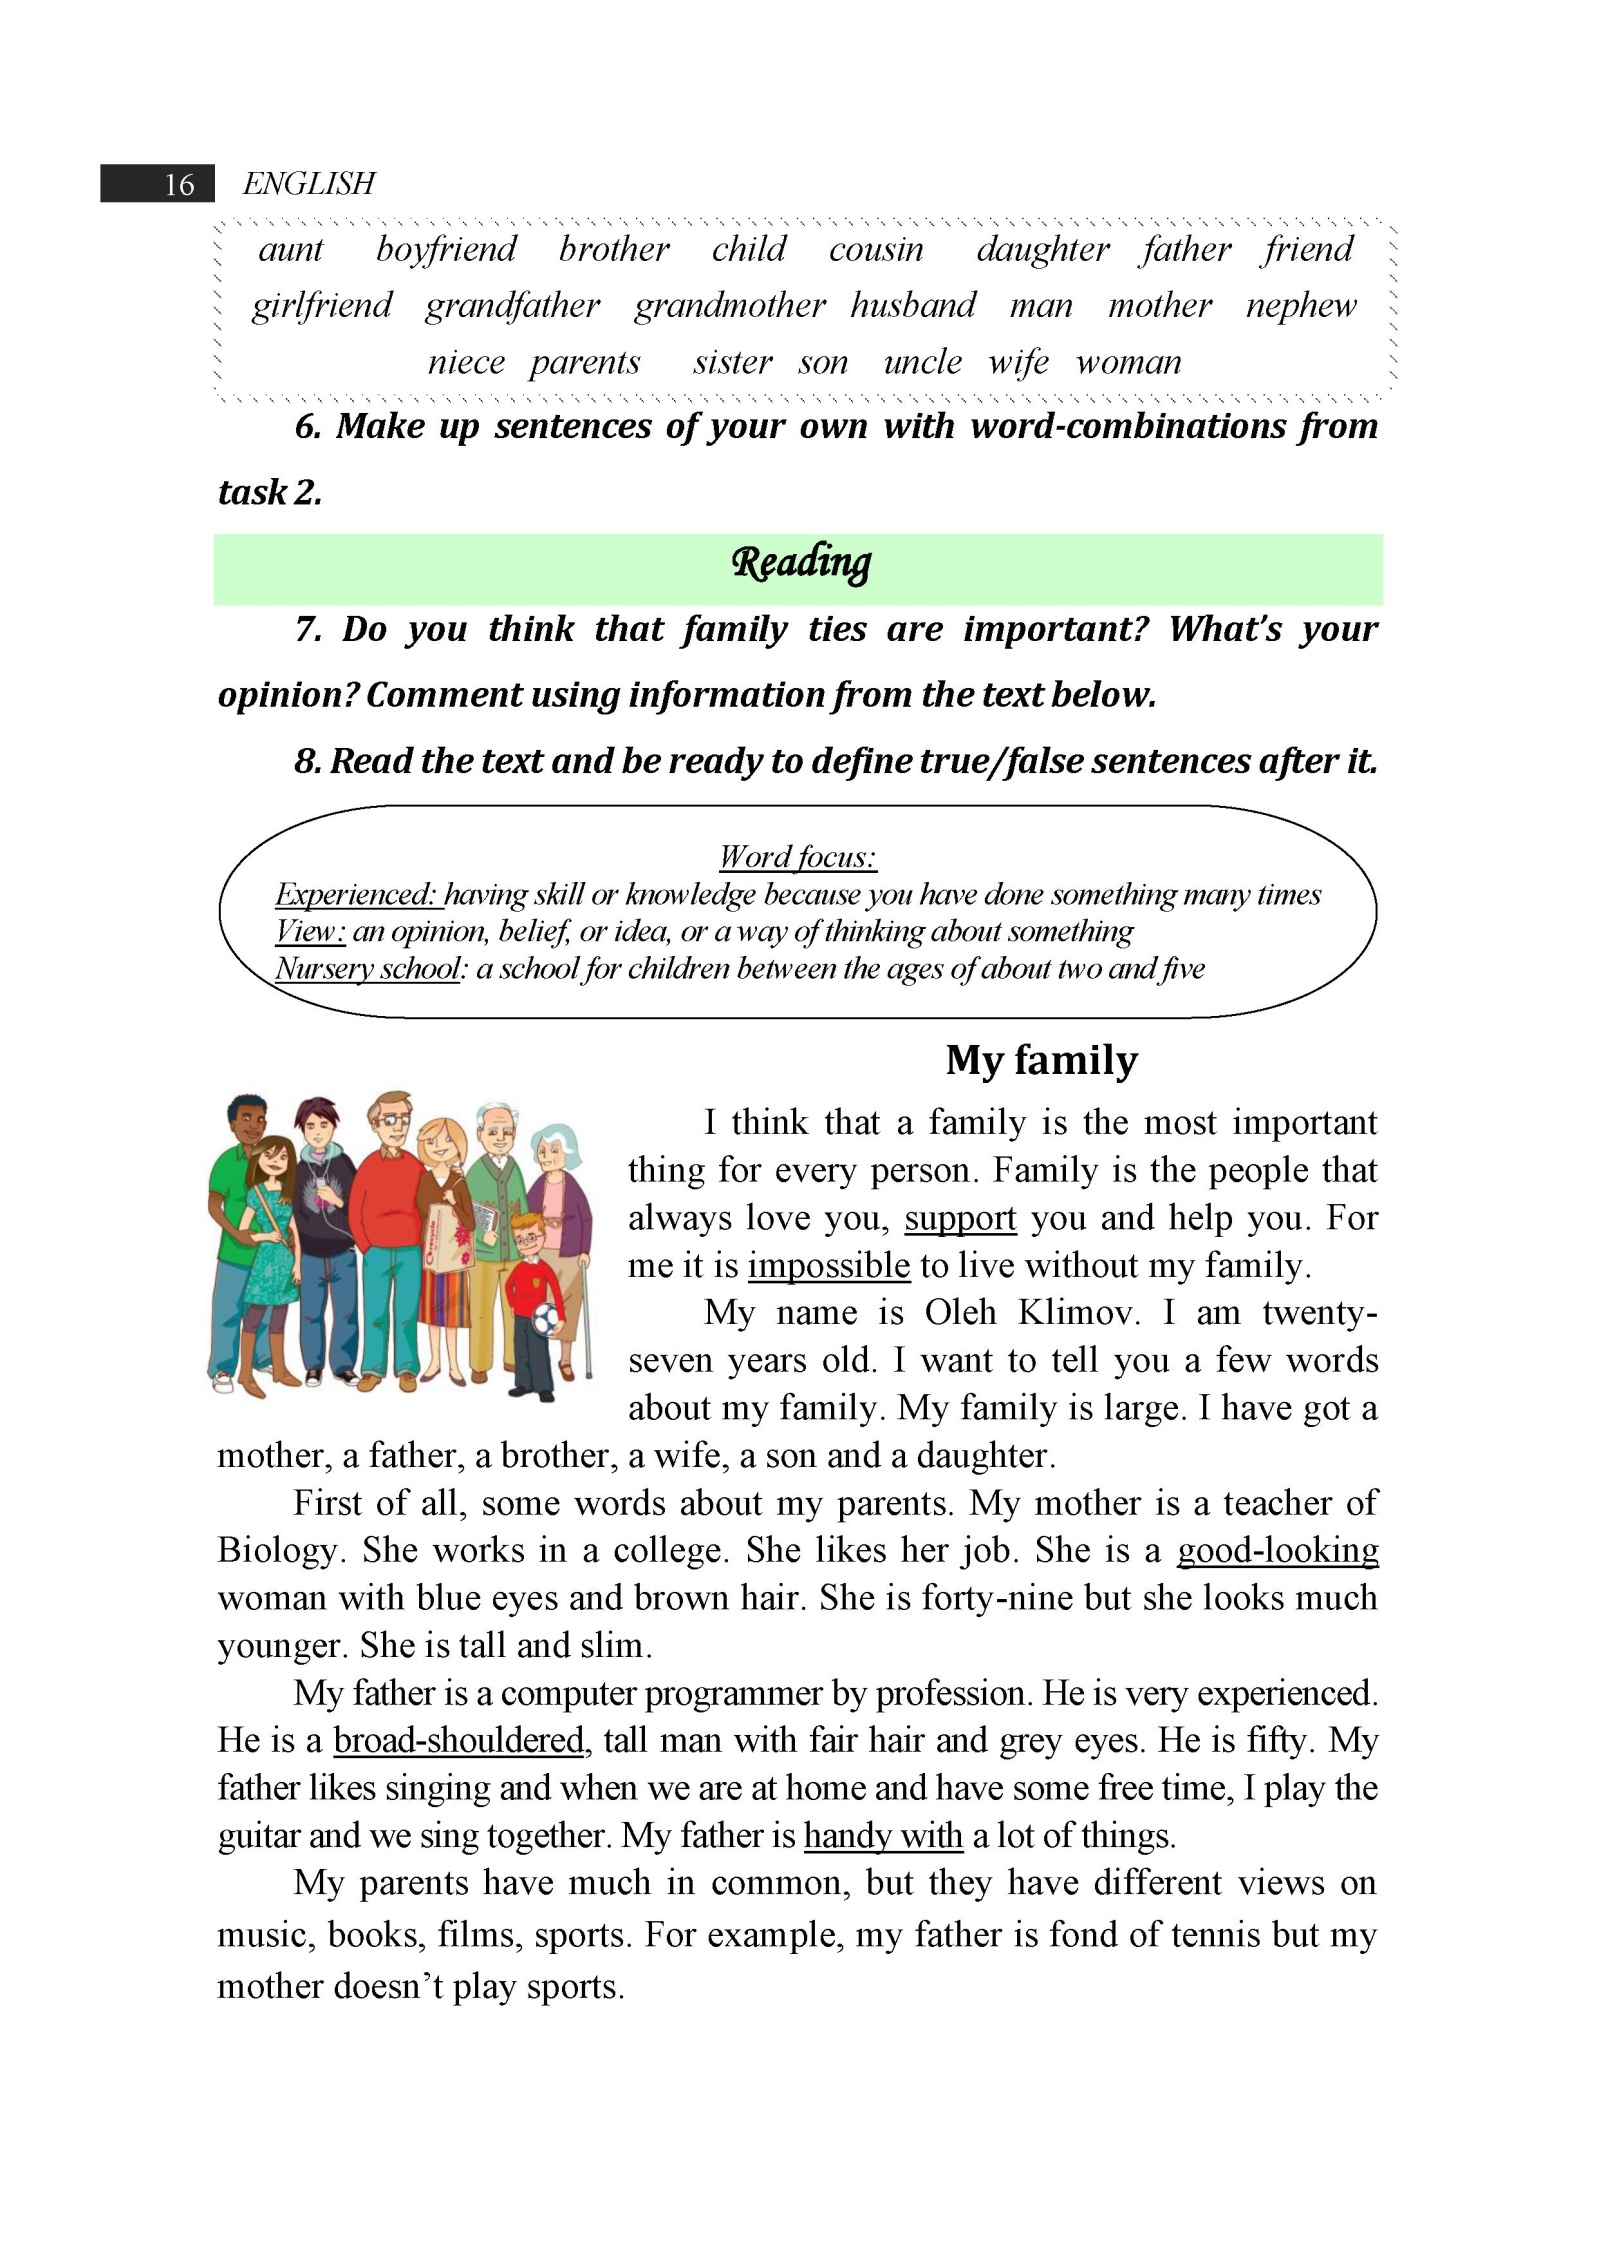 16 ENGLISH
aunt boyfriend brother child cousin daughter father friend
girlfriend grandfather grandmother husband man mother nephew
niece parents sister son uncle wife woman
6. Make up sentences of your own with word-combinations from
task 2.
Reading
7. Do you think that family ties are important? What’s your
opinion? Comment using information from the text below.
8. Read the text and be ready to define true/false sentences after it.
Word focus:
Experienced: having skill or knowledge because you have done something many times
View: an opinion, belief, or idea, or a way of thinking about something
Nursery school: a school for children between the ages of about two and five
My family
I think that a family is the most important
thing for every person. Family is the people that
always love you, support you and help you. For
me it is impossible to live without my family.
My name is Oleh Klimov. I am twenty-
seven years old. I want to tell you a few words
about my family. My family is large. I have got a
mother, a father, a brother, a wife, a son and a daughter.
First of all, some words about my parents. My mother is a teacher of
Biology. She works in a college. She likes her job. She is a good-looking
woman with blue eyes and brown hair. She is forty-nine but she looks much
younger. She is tall and slim.
My father is a computer programmer by profession. He is very experienced.
He is a broad-shouldered, tall man with fair hair and grey eyes. He is fifty. My
father likes singing and when we are at home and have some free time, I play the
guitar and we sing together. My father is handy with a lot of things.
My parents have much in common, but they have different views on
music, books, films, sports. For example, my father is fond of tennis but my
mother doesn’t play sports.